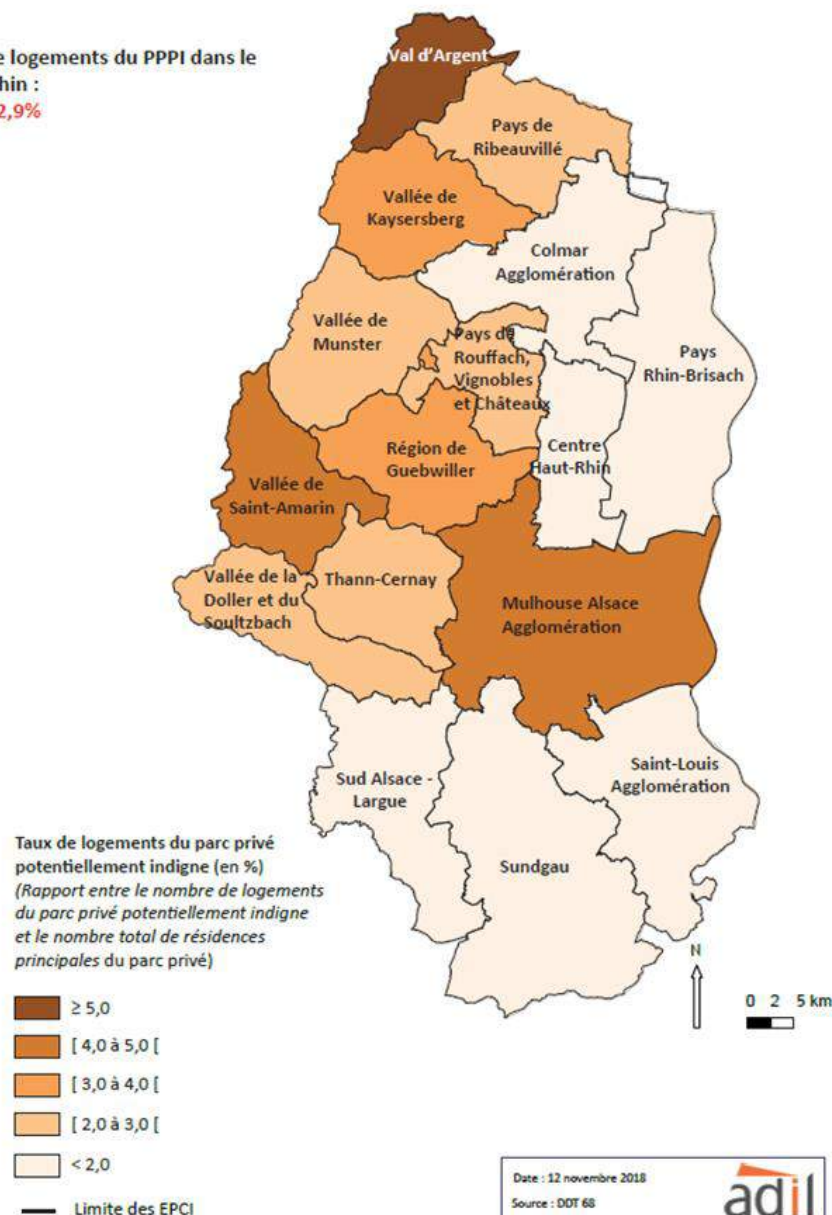 e logements du PPPI dans le
hin :
2,9%
Val d'Argent
Pays de
Ribeauvillé
Vallée de
Kaysersberg
Colmar
Agglomération
Vallée de
Munster
Pays de
Rouffach,
Vignobles
et Châteaux
Pays
Rhin-Brisach
Région de
Guebwiller
Centre
Haut-Rhin
Vallée de
Saint-Amarin
Vallée de la
Doller et du
Soultzbach
Thann-Cernay
Mulhouse Alsace
Agglomération
Sud Alsace -
Largue
Saint-Louis
Agglomération
Sundgau
Taux de logements du parc privé
potentiellement indigne (en %)
(Rapport entre le nombre de logements
du parc privé potentiellement indigne
et le nombre total de résidences
principales du parc privé)
≥ 5,0
[ 4,0 à 5,0 [
[ 3,0 à 4,0 [
[ 2,0 à 3,0 [
< 2,0
Limite des EPCI
N
0 2 5 km
Date : 12 novembre 2018
Source : DDT 68
adil